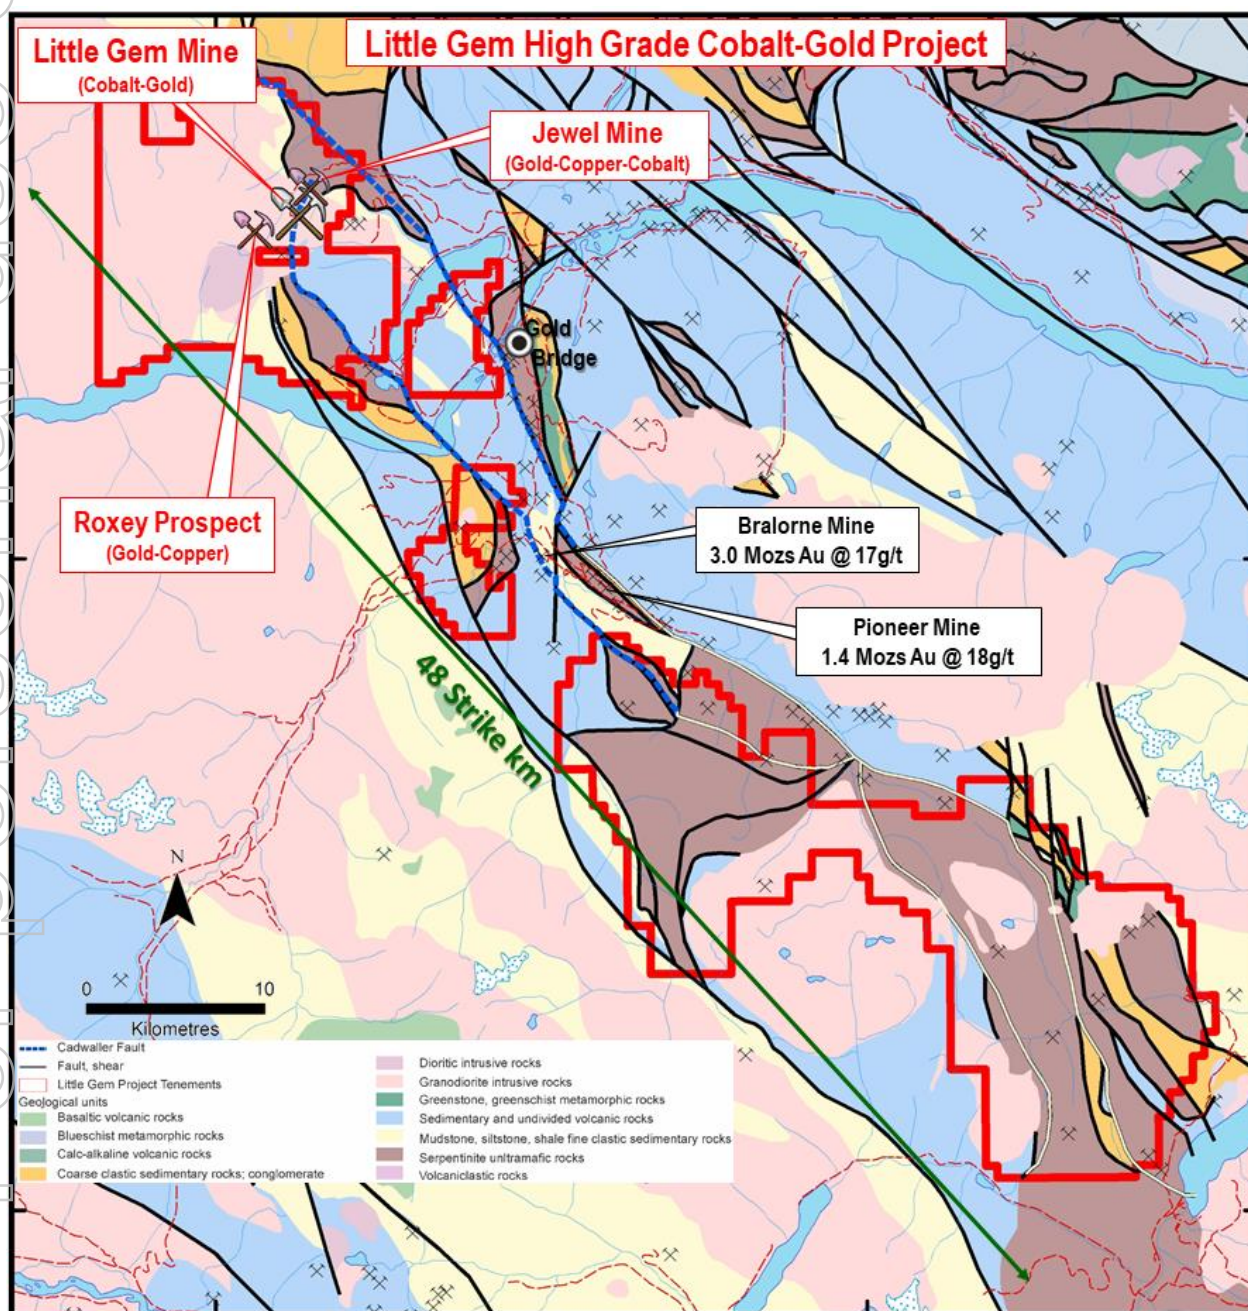 Little Gem High Grade Cobalt-Gold Project
Little Gem Mine
(Cobalt-Gold)
Jewel Mine
(Gold-Copper-Cobalt)
Gold
Bridge
Roxey Prospect
(Gold-Copper)
Bralorne Mine
3.0 Mozs Au @ 17g/t
Pioneer Mine
1.4 Mozs Au @ 18g/t
48 Strike km
N
0 10
Kilometres
Cadwaller Fault
Fault, shear
Little Gem Project Tenements
Geological units
Basaltic volcanic rocks
Blueschist metamorphic rocks
Calc-alkaline volcanic rocks
Coarse clastic sedimentary rocks; conglomerate
Dioritic intrusive rocks
Granodiorite intrusive rocks
Greenstone, greenschist metamorphic rocks
Sedimentary and undivided volcanic rocks
Mudstone, siltstone, shale fine clastic sedimentary rocks
Serpentinite unltramafic rocks
Volcaniclastic rocks